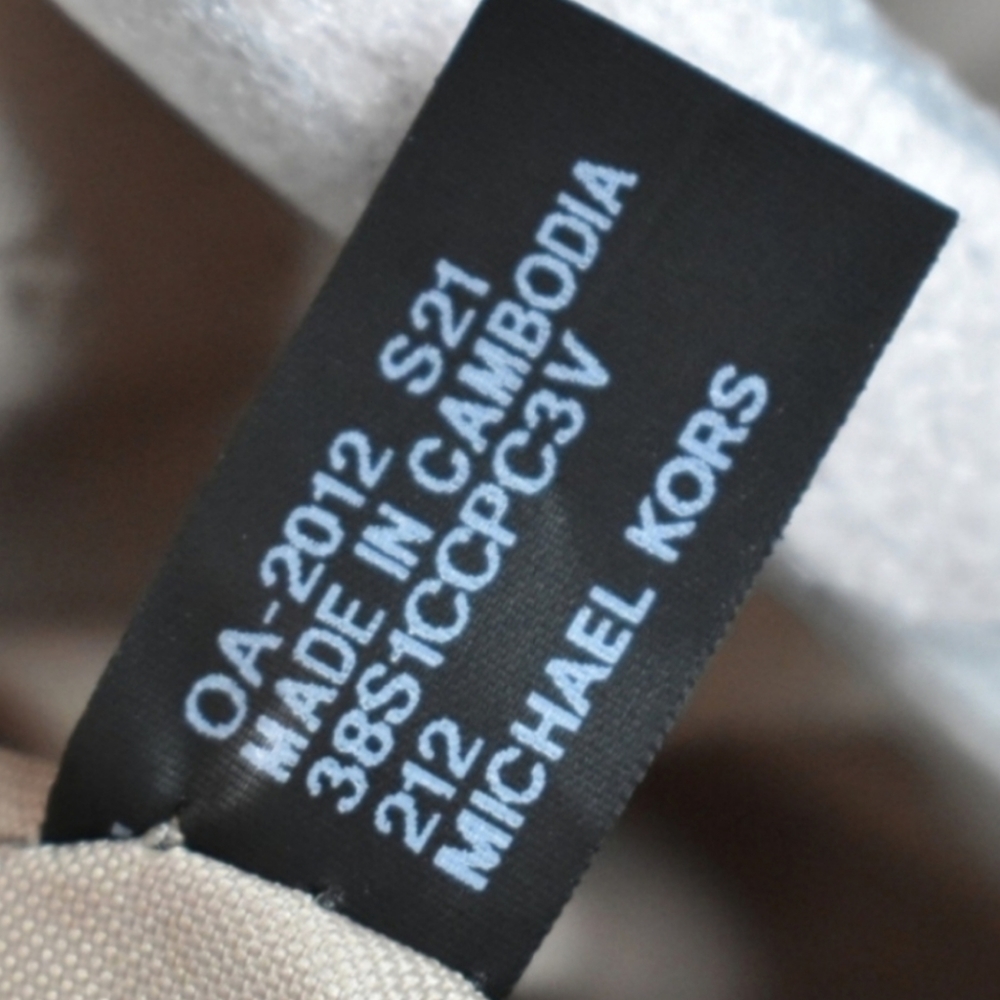 OA-2012 S21
MADE IN CAMBODIA
38S1CCPC3V
212
MICHAEL KORS